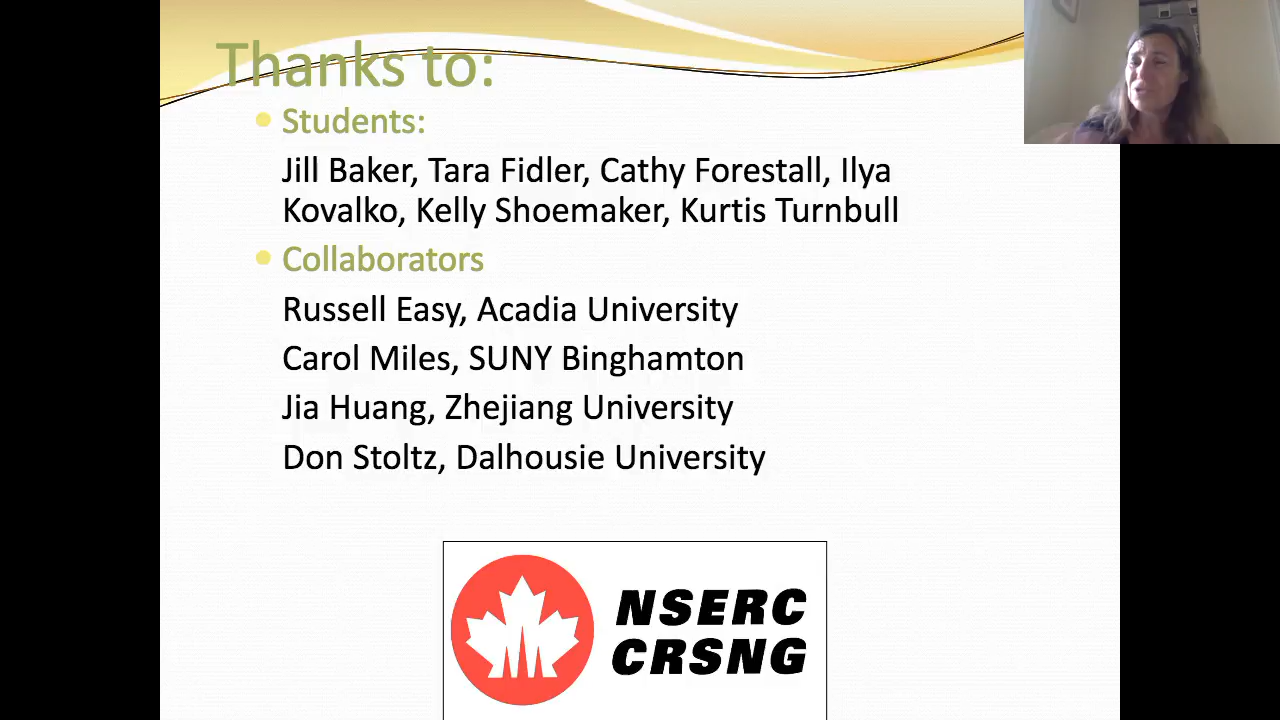 Thanks to:
Students:
Jill Baker, Tara Fidler, Cathy Forestall, Ilya
Kovalko, Kelly Shoemaker, Kurtis Turnbull
Collaborators
Russell Easy, Acadia University
Carol Miles, SUNY Binghamton
Jia Huang, Zhejiang University
Don Stoltz, Dalhousie University
NSERC
CRSNG